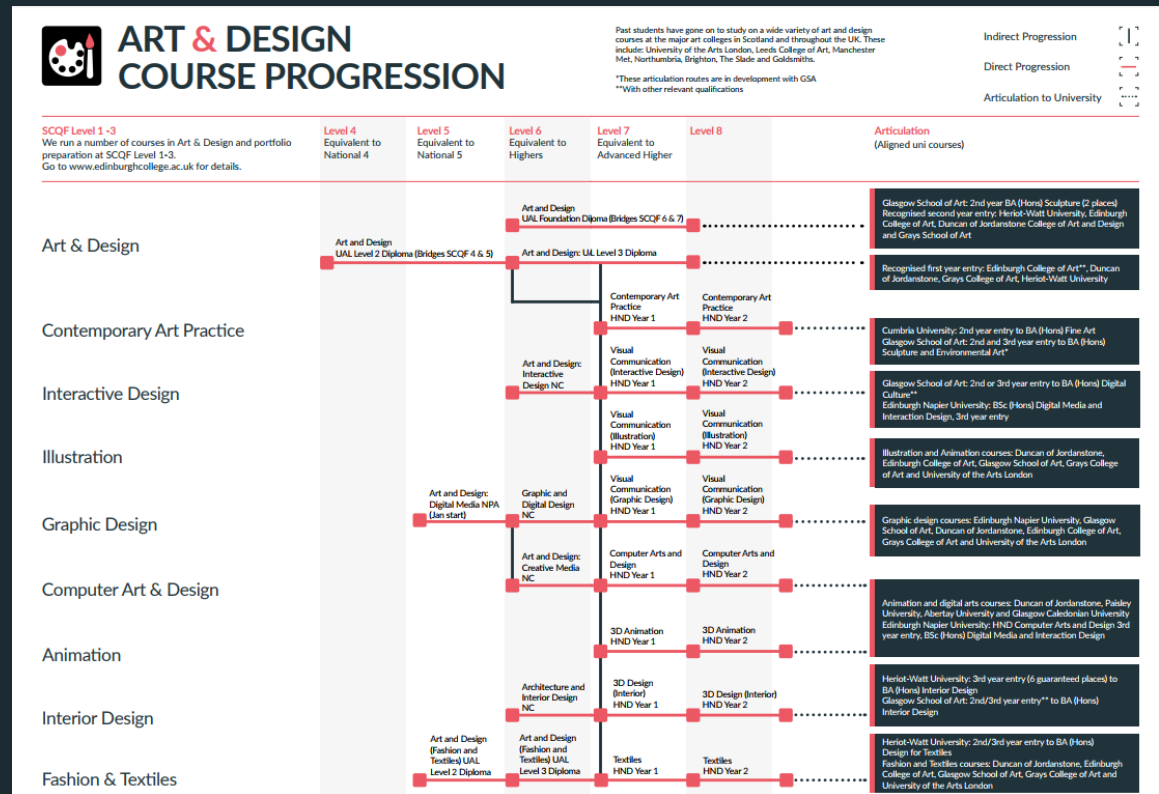 ART & DESIGN
COURSE PROGRESSION
Past students have gone on to study on a wide variety of art and design
courses at the major art colleges in Scotland and throughout the UK. These
include: University of the Arts London, Leeds College of Art, Manchester
Met, Northumbria, Brighton, The Slade and Goldsmiths.
*These articulation routes are in development with GSA
**With other relevant qualifications
Indirect Progression
Direct Progression
Articulation to University
SCQF Level 1 -3
We run a number of courses in Art & Design and portfolio
preparation at SCQF Level 1-3.
Go to www.edinburghcollege.ac.uk for details.
Level 4
Equivalent to
National 4
Level 5
Equivalent to
National 5
Level 6
Equivalent to
Highers
Level 7
Equivalent to
Advanced Higher
Level 8
Articulation
(Aligned uni courses)
Art & Design
Art and Design
UAL Foundation Diploma (Bridges SCQF 6 & 7)
Glasgow School of Art: 2nd year BA (Hons) Sculpture (2 places)
Recognised second year entry: Heriot-Watt University, Edinburgh
College of Art, Duncan of Jordanstone College of Art and Design
and Grays School of Art
Art and Design
UAL Level 2 Diploma (Bridges SCQF 4 & 5)
Art and Design: UAL Level 3 Diploma
Recognised first year entry: Edinburgh College of Art**, Duncan
of Jordanstone, Grays College of Art, Heriot-Watt University
Contemporary Art Practice
Contemporary Art
Practice
HND Year 1
Contemporary Art
Practice
HND Year 2
Cumbria University: 2nd year entry to BA (Hons) Fine Art
Glasgow School of Art: 2nd and 3rd year entry to BA (Hons)
Sculpture and Environmental Art*
Interactive Design
Art and Design:
Interactive
Design NC
Visual
Communication
(Interactive Design)
HND Year 1
Visual
Communication
(Interactive Design)
HND Year 2
Glasgow School of Art: 2nd or 3rd year entry to BA (Hons) Digital
Culture**
Edinburgh Napier University: BSc (Hons) Digital Media and
Interaction Design, 3rd year entry
Illustration
Visual
Communication
(Illustration)
HND Year 1
Visual
Communication
(Illustration)
HND Year 2
Illustration and Animation courses: Duncan of Jordanstone,
Edinburgh College of Art, Glasgow School of Art, Grays College
of Art and University of the Arts London
Graphic Design
Art and Design:
Digital Media NPA
(Jan start)
Graphic and
Digital Design
NC
Visual
Communication
(Graphic Design)
HND Year 1
Visual
Communication
(Graphic Design)
HND Year 2
Graphic design courses: Edinburgh Napier University, Glasgow
School of Art, Duncan of Jordanstone, Edinburgh College of Art,
Grays College of Art and University of the Arts London
Computer Art & Design
Art and Design:
Creative Media
NC
Computer Arts and
Design
HND Year 1
Computer Arts and
Design
HND Year 2
Animation and digital arts courses: Duncan of Jordanstone, Paisley
University, Abertay University and Glasgow Caledonian University
Edinburgh Napier University: HND Computer Arts and Design 3rd
year entry, BSc (Hons) Digital Media and Interaction Design
Animation
3D Animation
HND Year 1
3D Animation
HND Year 2
Interior Design
Architecture and
Interior Design
NC
3D Design
(Interior)
HND Year 1
3D Design (Interior)
HND Year 2
Heriot-Watt University: 3rd year entry (6 guaranteed places) to
BA (Hons) Interior Design
Glasgow School of Art: 2nd/3rd year entry** to BA (Hons)
Interior Design
Fashion & Textiles
Art and Design
(Fashion and
Textiles) UAL
Level 2 Diploma
Art and Design
(Fashion and
Textiles) UAL
Level 3 Diploma
Textiles
HND Year 1
Textiles
HND Year 2
Heriot-Watt University: 2nd/3rd year entry to BA (Hons)
Design for Textiles
Fashion and Textiles courses: Duncan of Jordanstone, Edinburgh
College of Art, Glasgow School of Art, Grays College of Art and
University of the Arts London